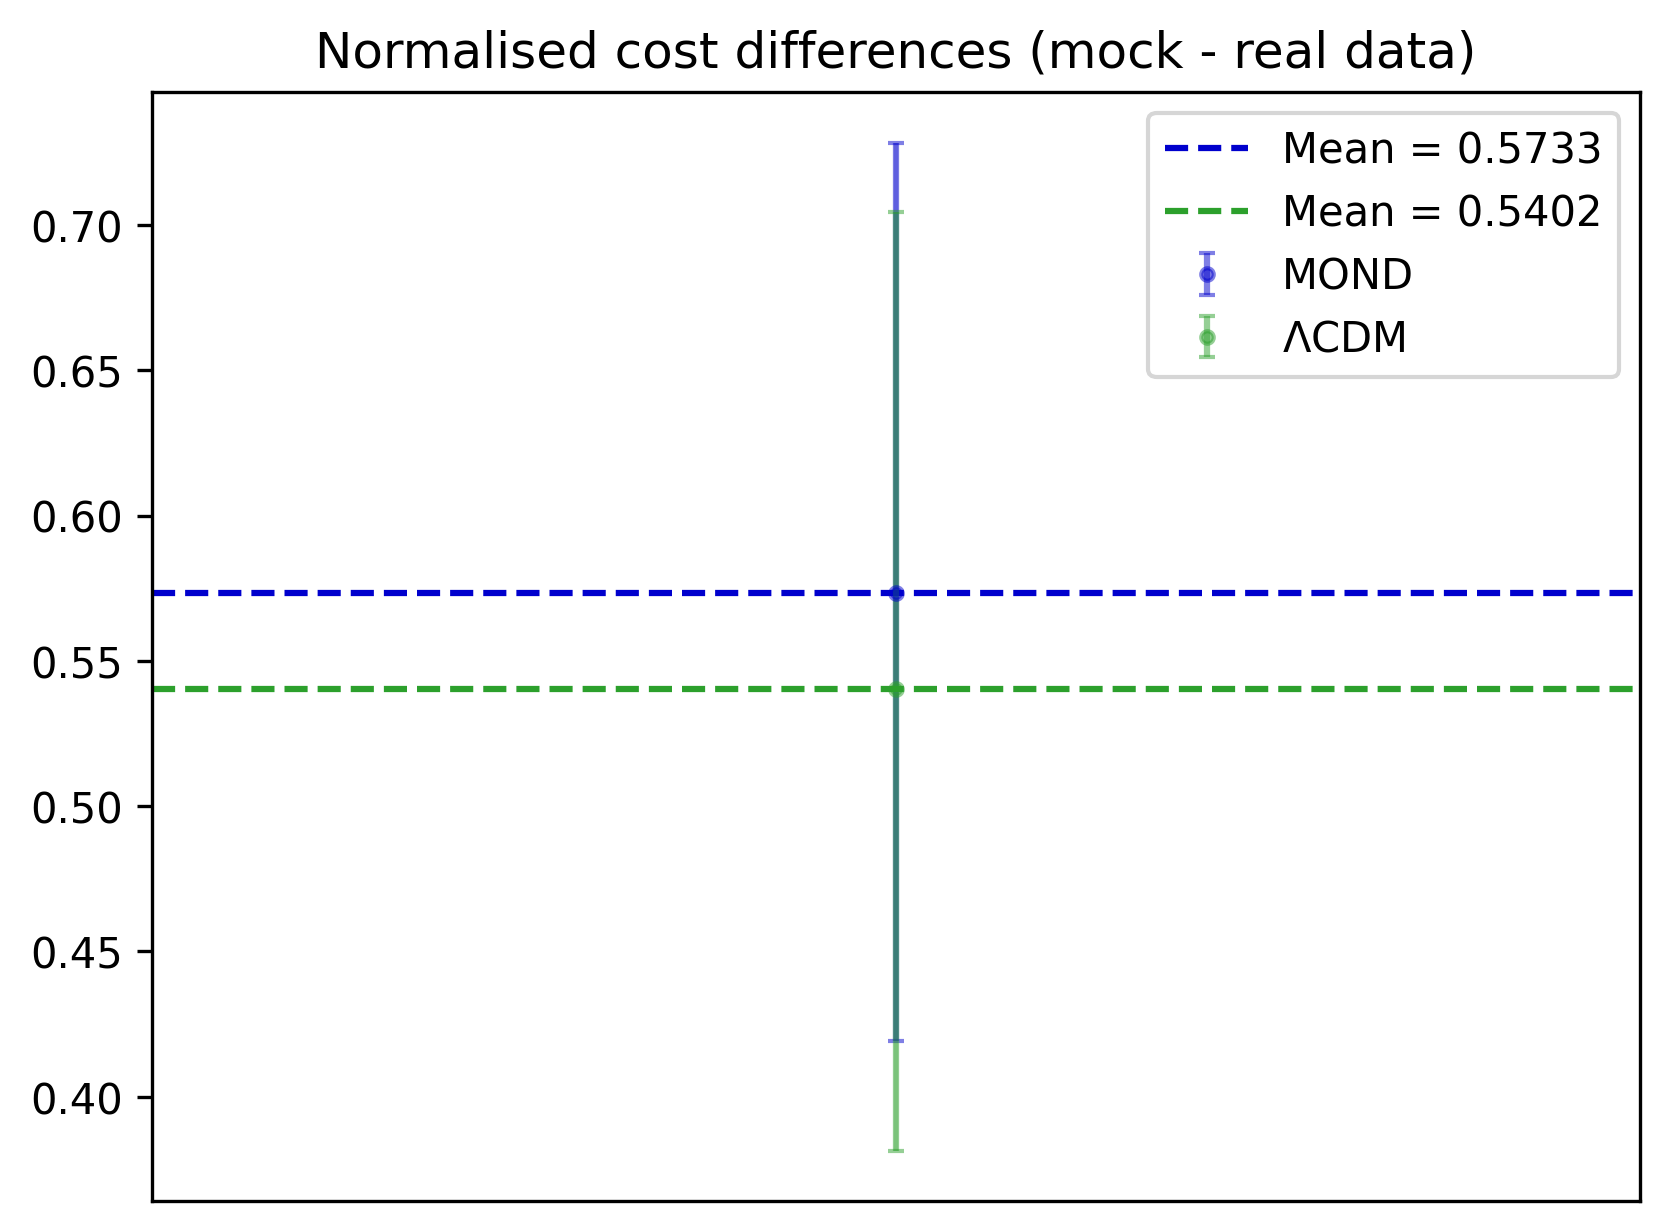 Normalised cost differences (mock - real data)
Mean = 0.5733
Mean = 0.5402
MOND
ΛCDM
0.70
0.65
0.60
0.55
0.50
0.45
0.40